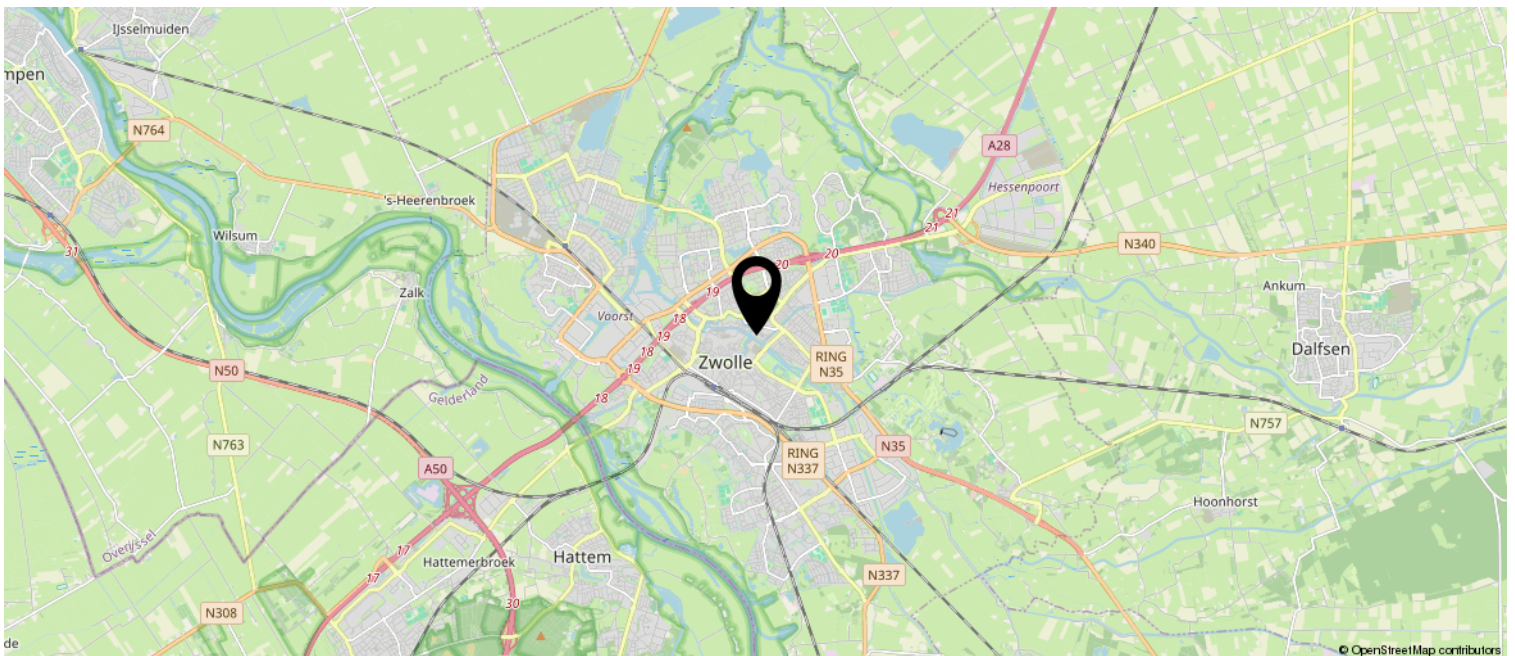 IJsselmuiden
mpen
N764
A28
's-Heerenbroek
Hessenpoort
21
21
Wilsum
31
N340
20
20
Zalk
19
Ankum
Voorst
18
19
18
Zwolle
RING
N35
Dalfsen
19
N50
18
Gelderland
N763
N757
N35
A50
RING
N337
Hoonhorst
Overijssel
17
17
Hattemerbroek
Hattem
N337
30
N308
de
© OpenStreetMap contributors